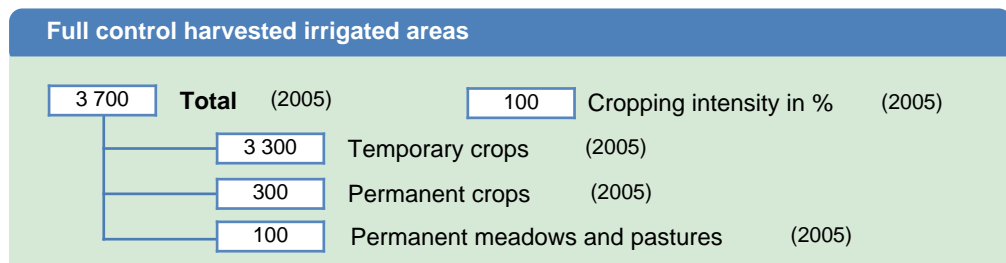 Full control harvested irrigated areas
3 700 Total (2005) 100 Cropping intensity in % (2005)
3 300 Temporary crops (2005)
300 Permanent crops (2005)
100 Permanent meadows and pastures (2005)